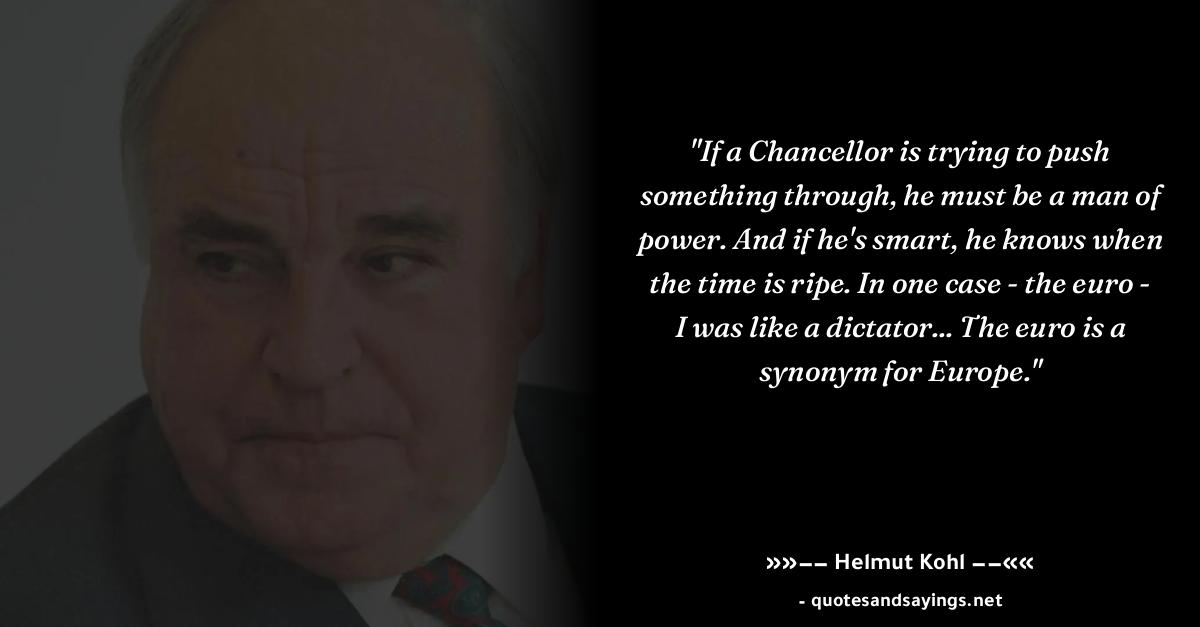 "If a Chancellor is trying to push
something through, he must be a man of
power. And if he's smart, he knows when
the time is ripe. In one case - the euro -
I was like a dictator... The euro is a
synonym for Europe."
»»−− Helmut Kohl −−««
- quotesandsayings.net